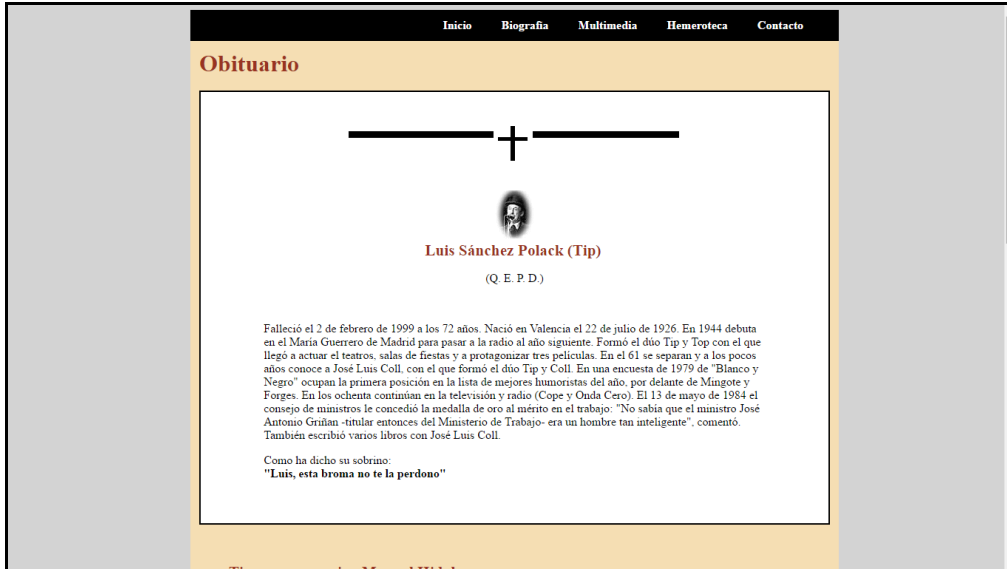 Inicio Biografia Multimedia Hemeroteca Contacto
Obituario
Luis Sánchez Polack (Tip)
(Q. E. P. D.)
Falleció el 2 de febrero de 1999 a los 72 años. Nació en Valencia el 22 de julio de 1926. En 1944 debuta
en el María Guerrero de Madrid para pasar a la radio al año siguiente. Formó el dúo Tip y Top con el que
llegó a actuar el teatros, salas de fiestas y a protagonizar tres películas. En el 61 se separan y a los pocos
años conoce a José Luis Coll, con el que formó el dúo Tip y Coll. En una encuesta de 1979 de "Blanco y
Negro" ocupan la primera posición en la lista de mejores humoristas del año, por delante de Mingote y
Forges. En los ochenta continúan en la televisión y radio (Cope y Onda Cero). El 13 de mayo de 1984 el
consejo de ministros le concedió la medalla de oro al mérito en el trabajo: "No sabía que el ministro José
Antonio Griñan -titular entonces del Ministerio de Trabajo- era un hombre tan inteligente", comentó.
También escribió varios libros con José Luis Coll.
Como ha dicho su sobrino:
"Luis, esta broma no te la perdono"